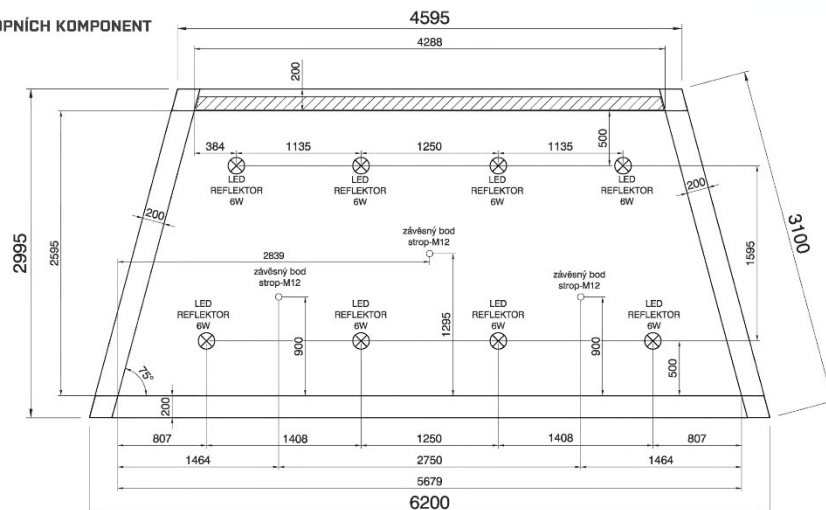 OPNÍCH KOMPONENT
4595
4288
200
384
1135
1250
1135
500
LED
REFLEKTOR
6W
LED
REFLEKTOR
6W
LED
REFLEKTOR
6W
LED
REFLEKTOR
6W
200
200
2995
2595
3100
1595
2839
závěsný bod
strop-M12
závěsný bod
strop-M12
závěsný bod
strop-M12
LED
REFLEKTOR
6W
LED
REFLEKTOR
6W
LED
REFLEKTOR
6W
LED
REFLEKTOR
6W
900
1295
900
500
75°
200
807
1408
1250
1408
807
1464
2750
1464
5679
6200